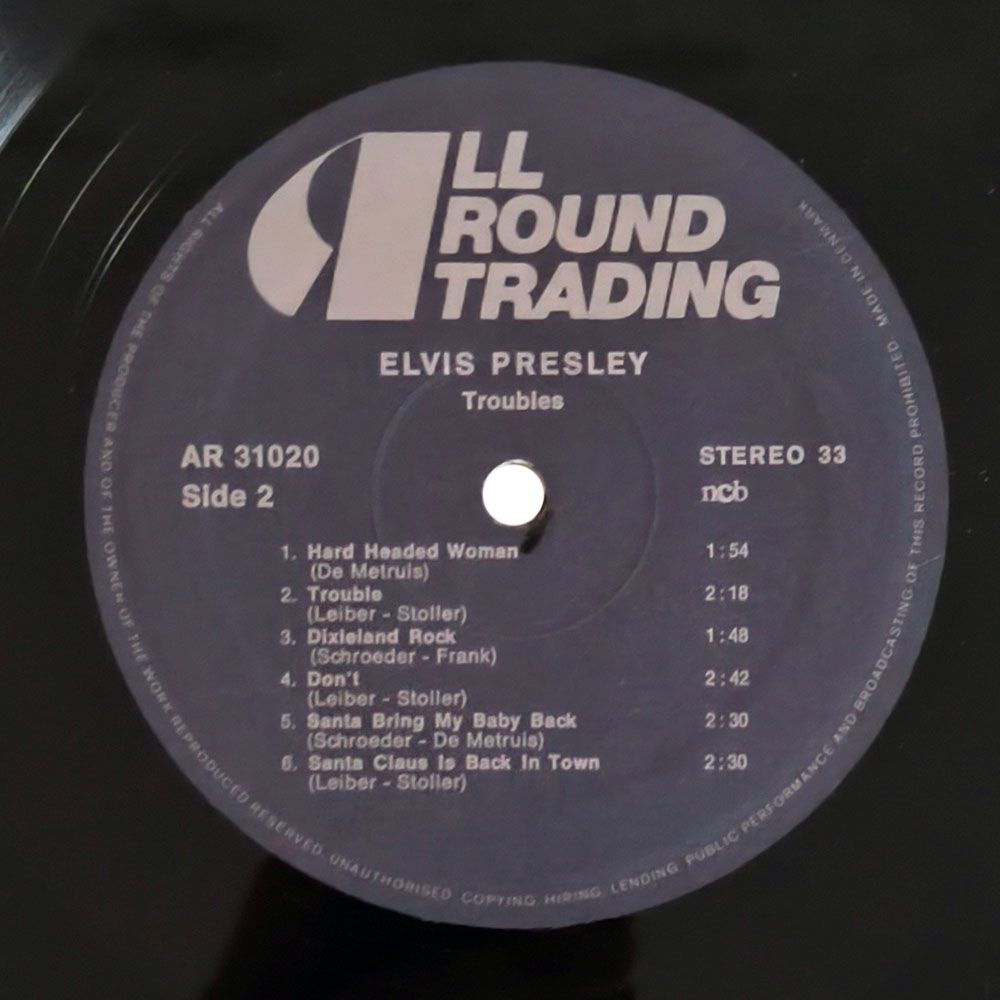 ALL
ROUND
TRADING
ELVIS PRESLEY
Troubles
AR 31020
STEREO 33
Side 2
ncb
1. Hard Headed Woman 1:54
(De Metruis)
2. Trouble 2:18
(Leiber - Stoller)
3. Dixieland Rock 1:48
(Schroeder - Frank)
4. Don't 2:42
(Leiber - Stoller)
5. Santa Bring My Baby Back 2:30
(Schroeder - De Metruis)
6. Santa Claus Is Back In Town 2:30
(Leiber - Stoller)
ALL RIGHTS OF THE PRODUCER AND OF THE OWNER OF THE WORK REPRODUCED RESERVED. UNAUTHORISED COPYING, HIRING, LENDING, PUBLIC PERFORMANCE AND BROADCASTING OF THIS RECORD PROHIBITED. MADE IN DENMARK